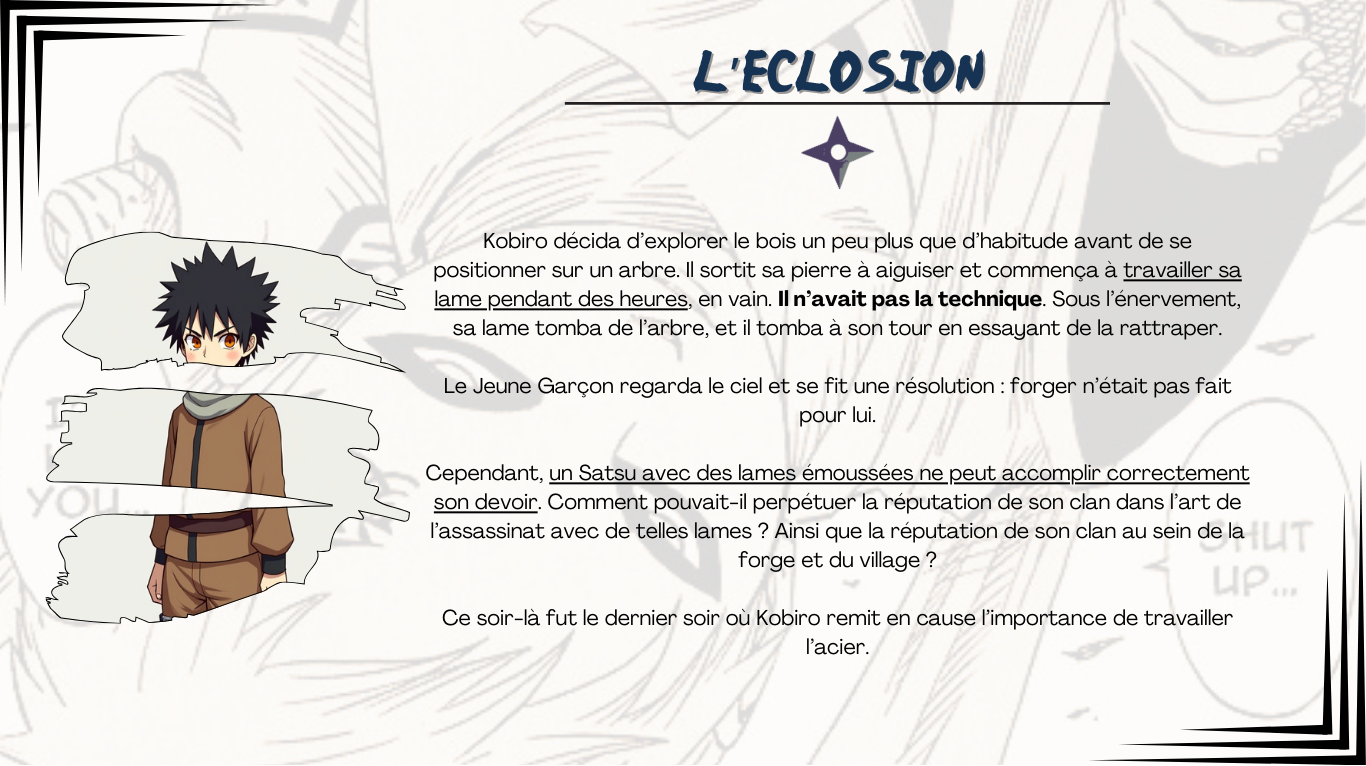 L'ECLOSION
Kobiro décida d'explorer le bois un peu plus que d'habitude avant de se
positionner sur un arbre. Il sortit sa pierre à aiguiser et commença à travailler sa
lame pendant des heures, en vain. Il n'avait pas la technique. Sous l'énervement,
sa lame tomba de l'arbre, et il tomba à son tour en essayant de la rattraper.
Le Jeune Garçon regarda le ciel et se fit une résolution : forger n'était pas fait
pour lui.
Cependant, un Satsu avec des lames émoussées ne peut accomplir correctement
son devoir. Comment pouvait-il perpétuer la réputation de son clan dans l'art de
l'assassinat avec de telles lames ? Ainsi que la réputation de son clan au sein de la
forge et du village ?
Ce soir-là fut le dernier soir où Kobiro remit en cause l'importance de travailler
l'acier.
YOU...
SHUT
UP...